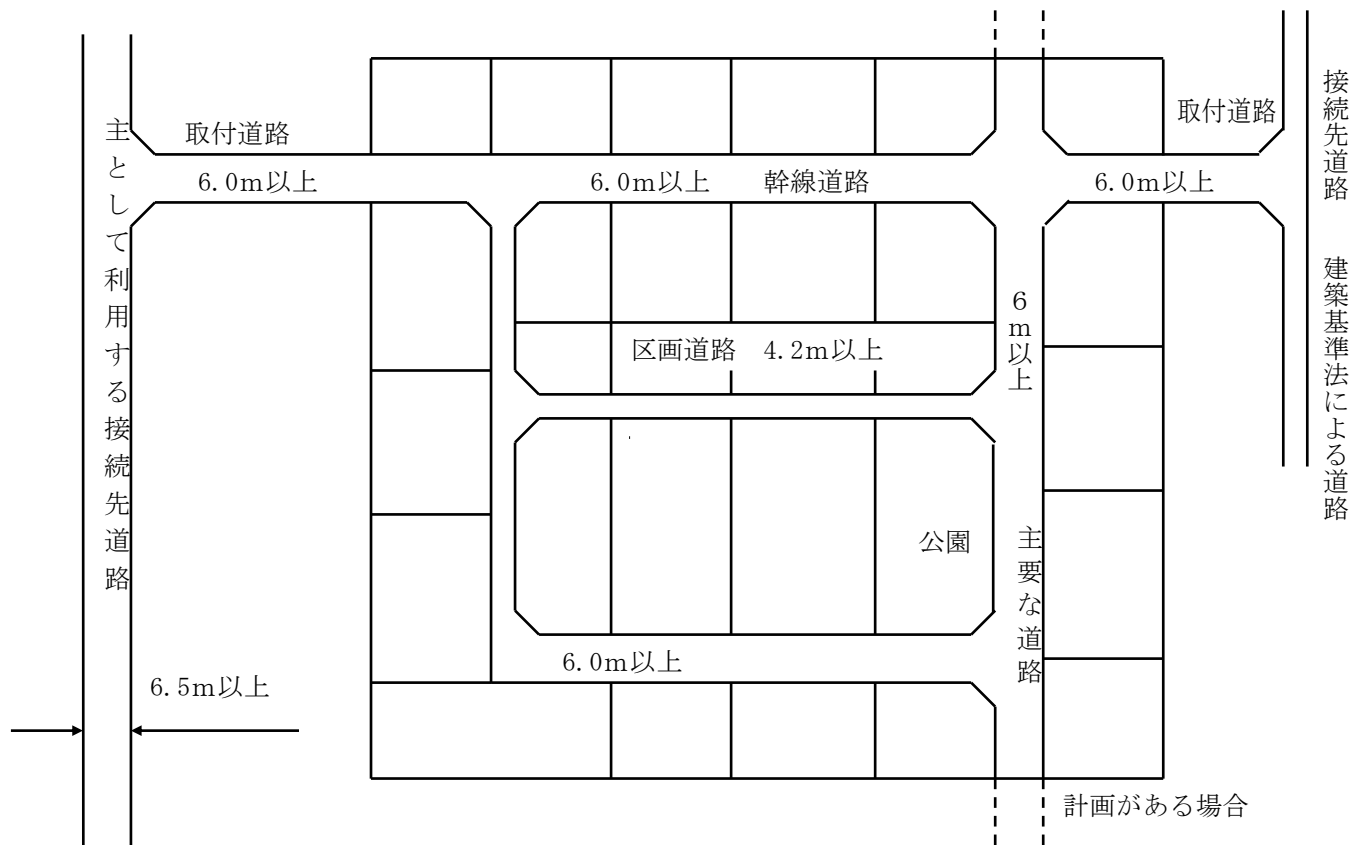 主として利用する接続先道路
取付道路
6.0m以上
6.0m以上 幹線道路
取付道路
6.0m以上
接続先道路 建築基準法による道路
6m以上
区画道路 4.2m以上
公園
主要な道路
6.0m以上
6.5m以上
計画がある場合